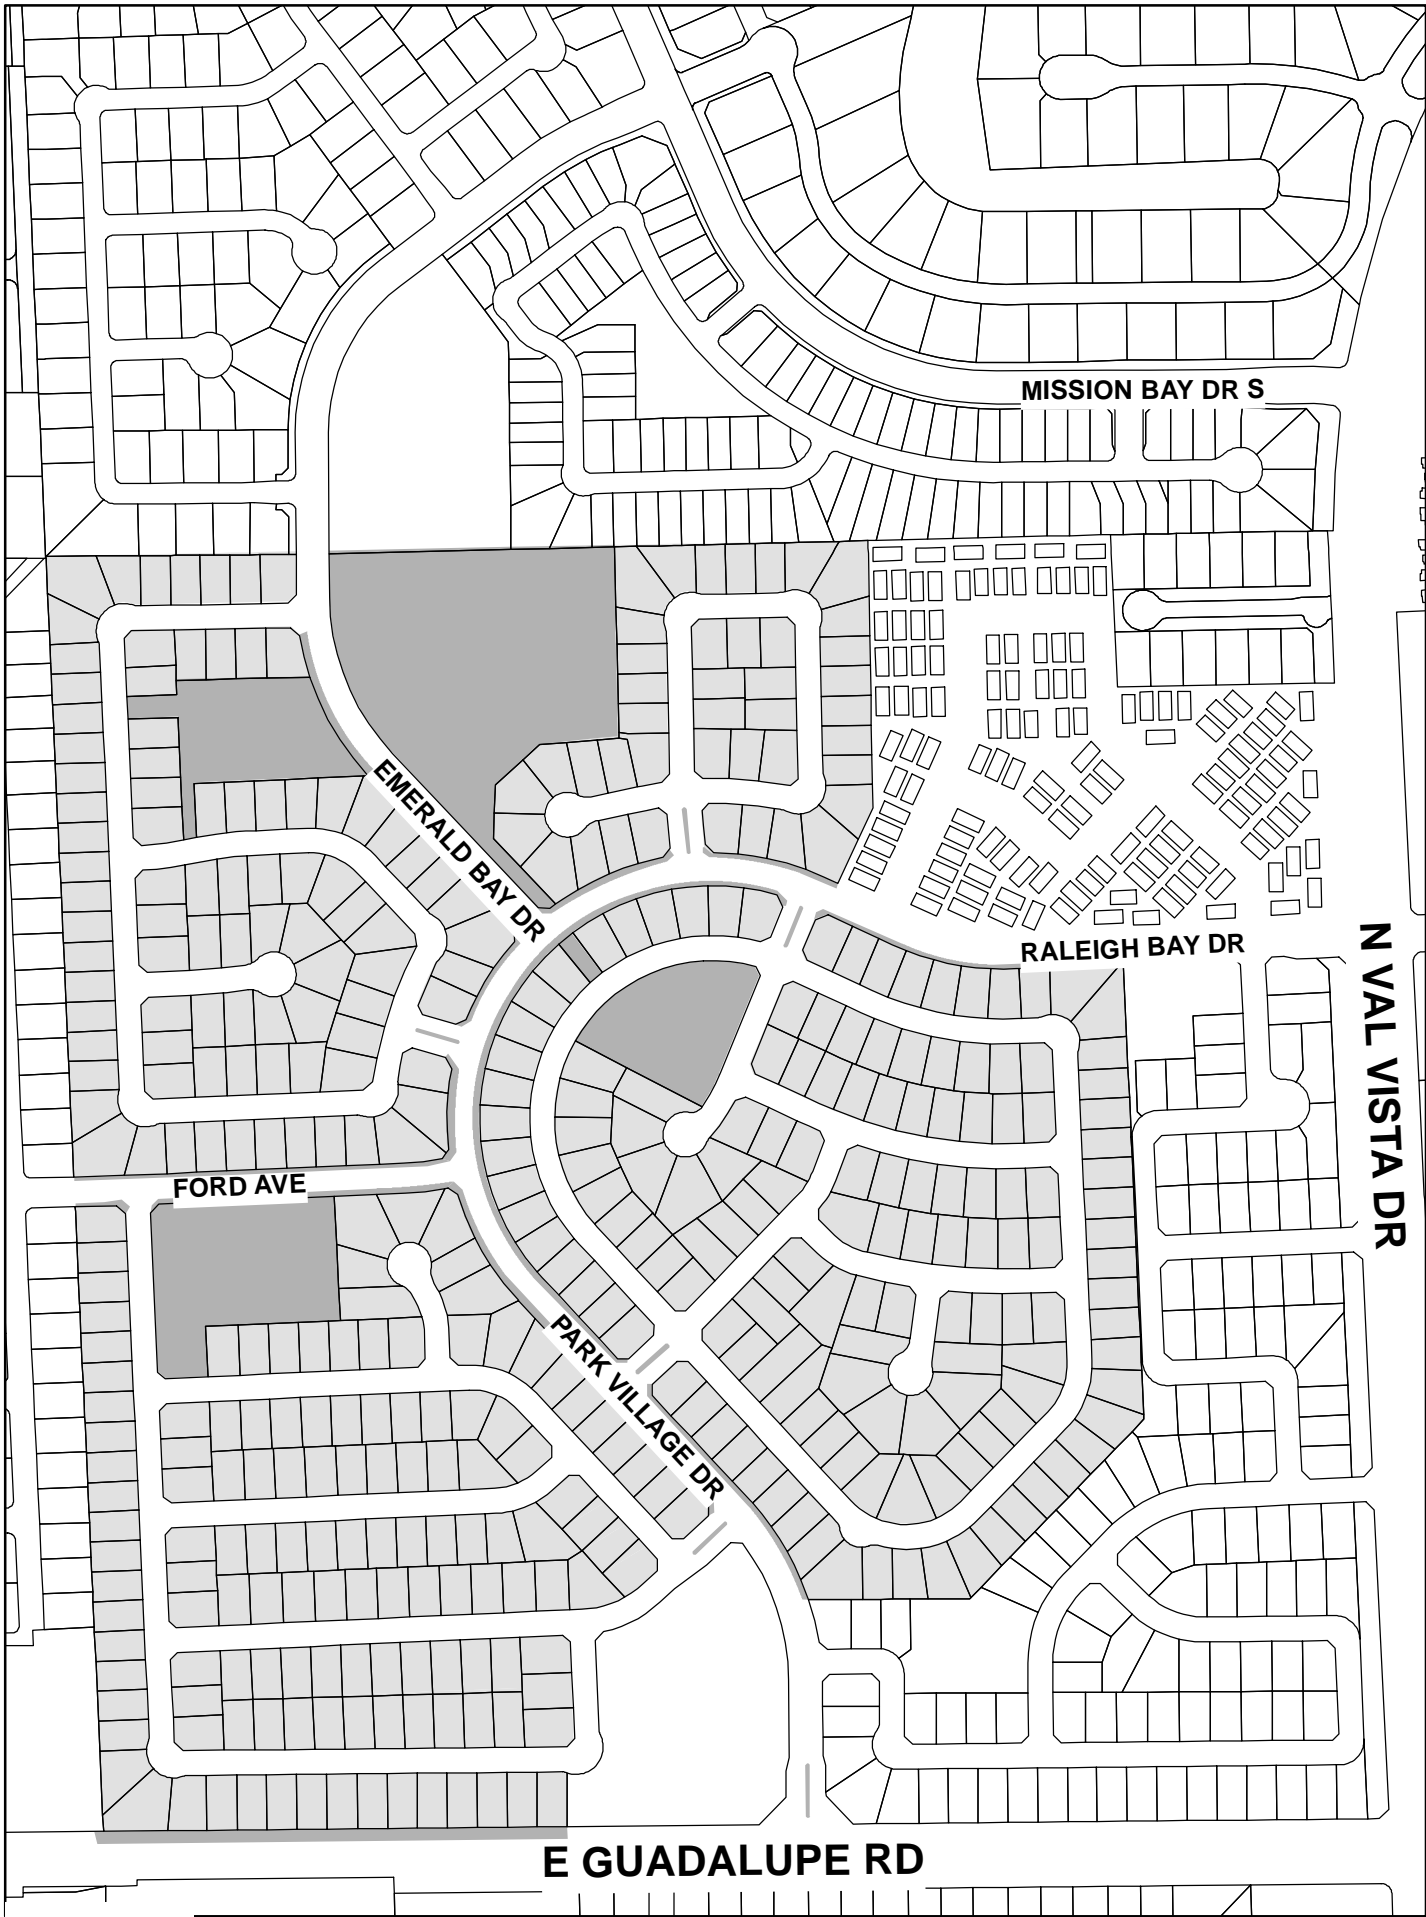 MISSION BAY DR S
EMERALD BAY DR
RALEIGH BAY DR
N VAL VISTA DR
FORD AVE
PARK VILLAGE DR
E GUADALUPE RD